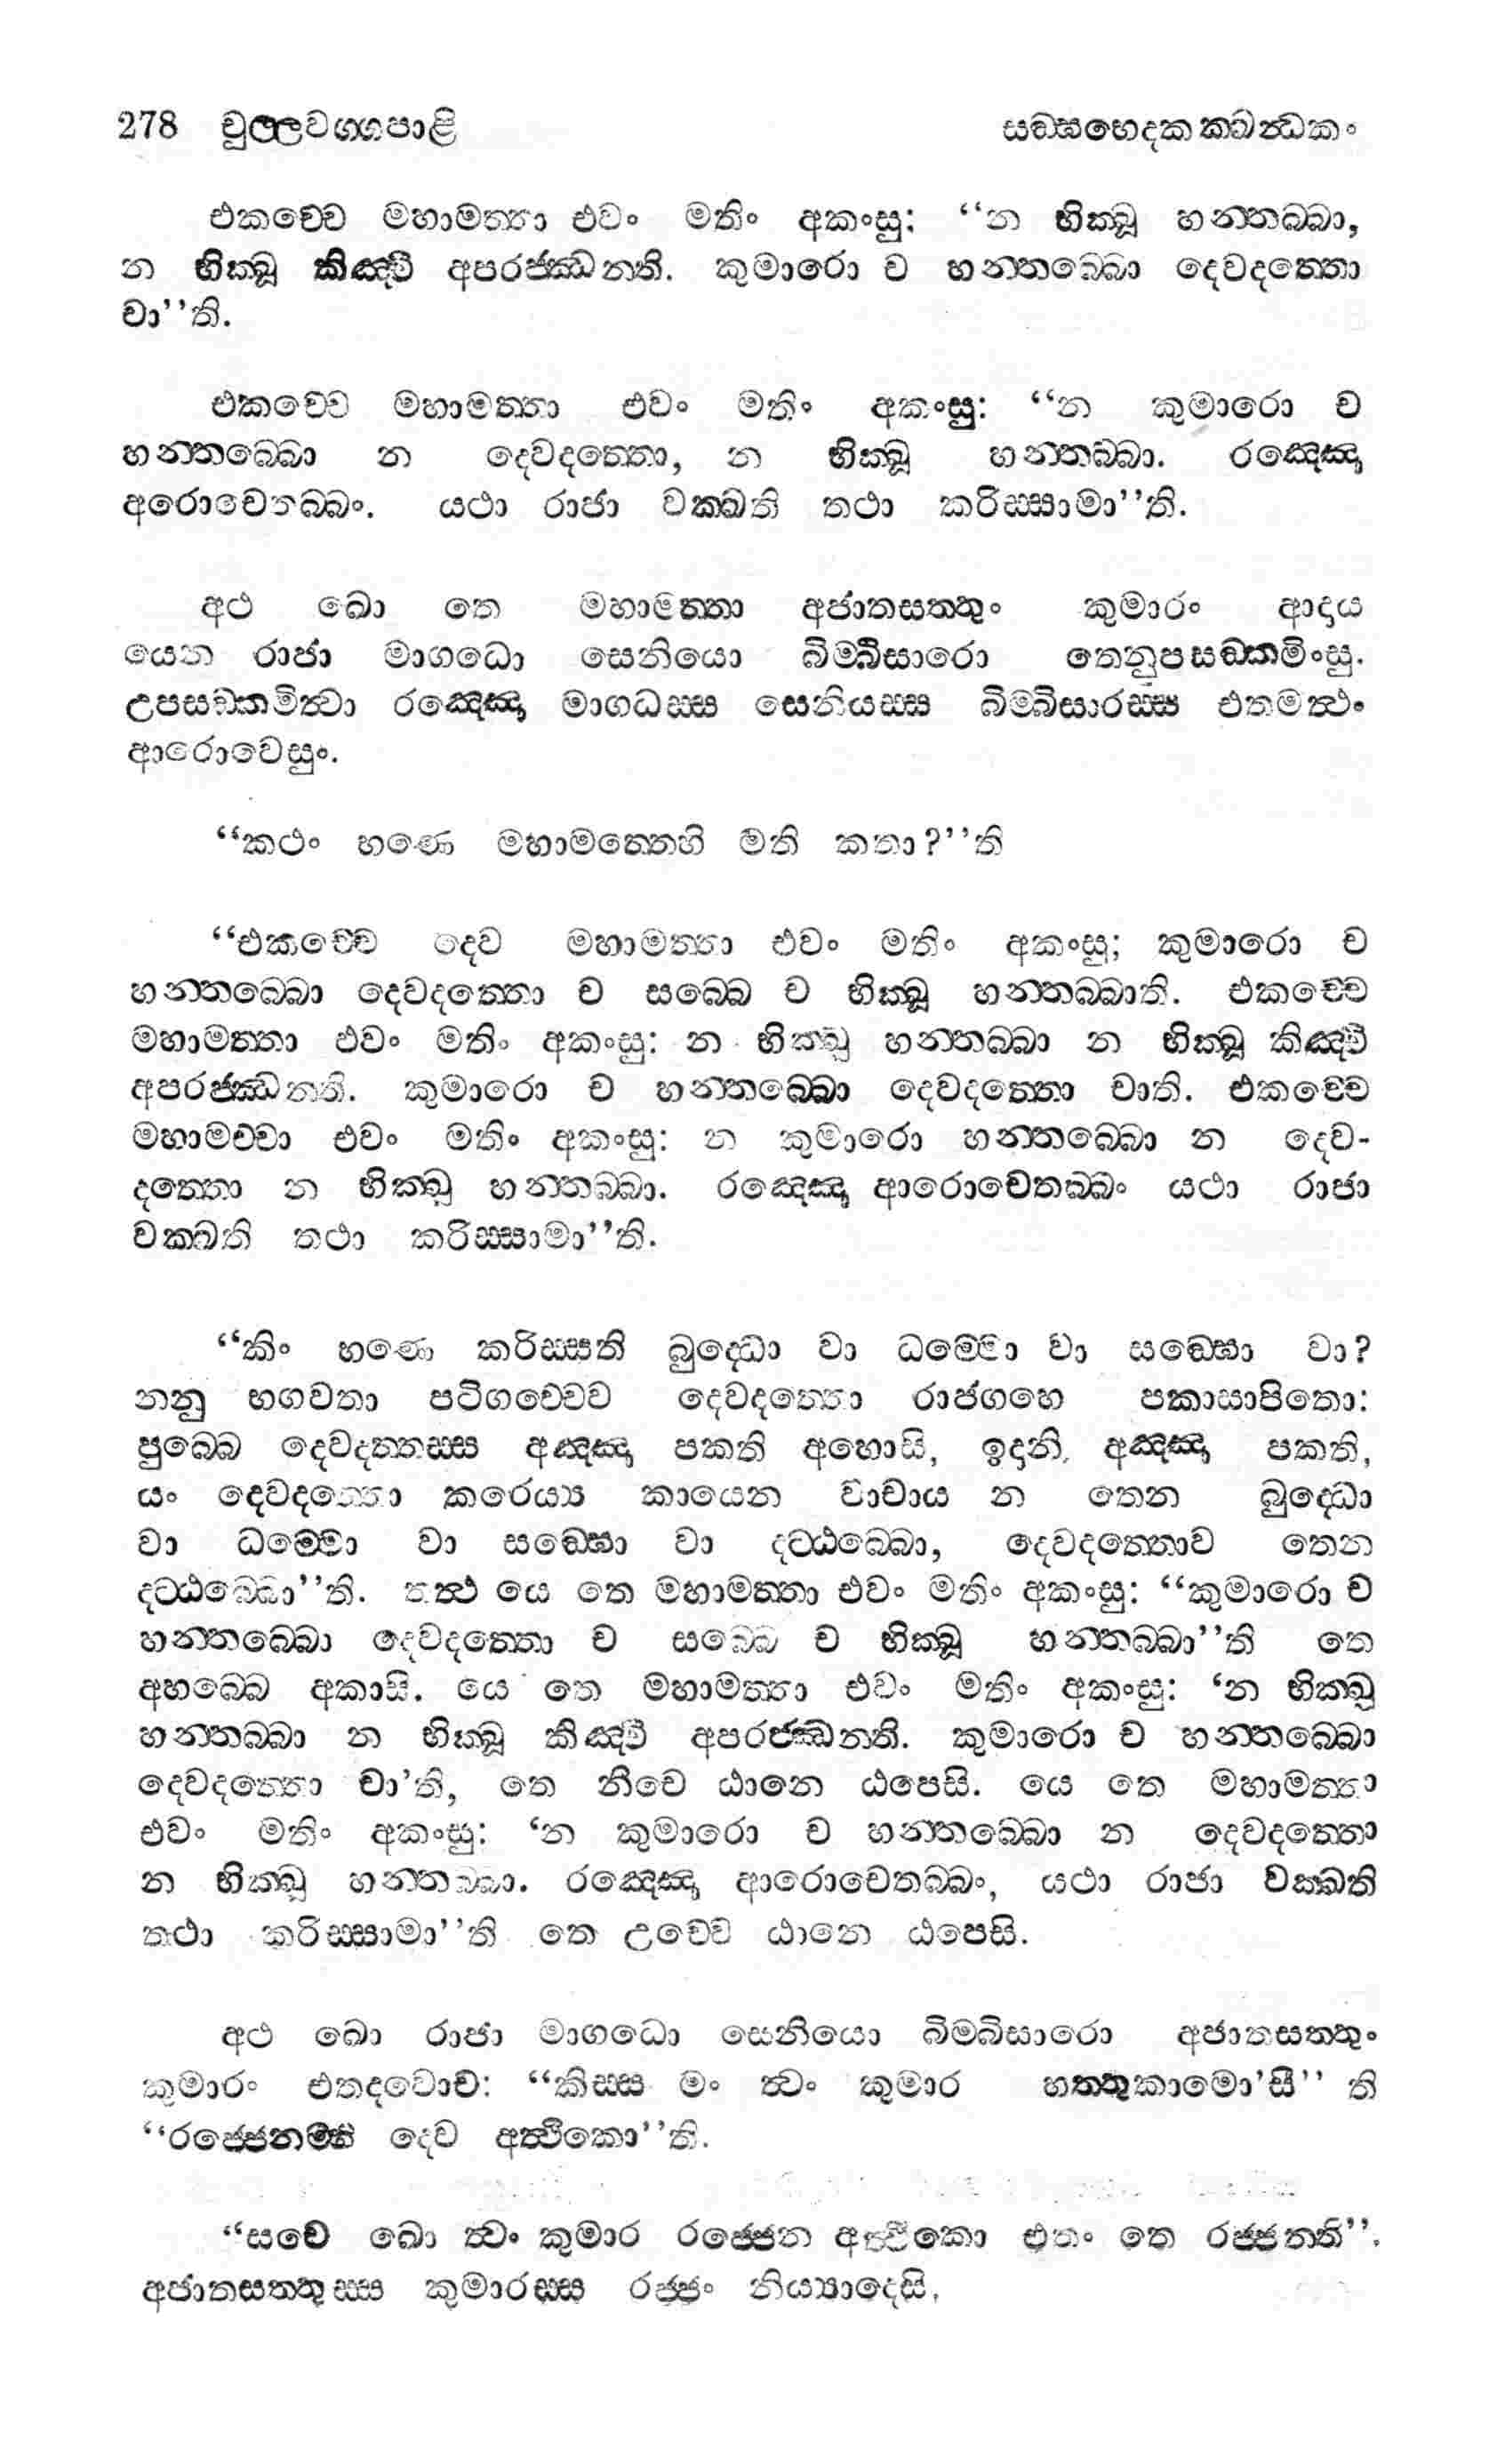 278 චුල්ලවග්ගපාළි සඞ්ඝභෙදකක්ඛන්ධකං
එකච්චෙ මහාමත්තා එවං මතිං අකංසු: “න භික්ඛූ හන්තබ්බා,
න භික්ඛූ කිඤ්චි අපරජ්ඣන්ති. කුමාරො ච හන්තබ්බො දෙවදත්තො
චා’’ති.
එකච්චෙ මහාමත්තා එවං මතිං අකංසු: “න කුමාරො ච
හන්තබ්බො න දෙවදත්තො, න භික්ඛූ හන්තබ්බා. රඤ්ඤො
අරොචෙතබ්බං. යථා රාජා වක්ඛති තථා කරිස්සාමා’’ති.
අථ ඛො තෙ මහාමත්තා අජාතසත්තුං කුමාරං ආදාය
යෙන රාජා මාගධො සෙනියො බිම්බිසාරො තෙනුපසඞ්කමිංසු.
උපසඞ්කමිත්වා රඤ්ඤො මාගධස්ස සෙනියස්ස බිම්බිසාරස්ස එතමත්ථං
ආරොචෙසුං.
“කථං භණෙ මහාමත්තෙහි මති කතා?’’ති
“එකච්චෙ දෙව මහාමත්තා එවං මතිං අකංසු; කුමාරො ච
හන්තබ්බො දෙවදත්තො ච සබ්බෙ ච භික්ඛූ හන්තබ්බාති. එකච්චෙ
මහාමත්තා එවං මතිං අකංසු: න භික්ඛු හන්තබ්බා න භික්ඛූ කිඤ්චි
අපරජ්ඣන්ති. කුමාරො ච හන්තබ්බො දෙවදත්තො චාති. එකච්චෙ
මහාමච්චා එවං මතිං අකංසු: න කුමාරො හන්තබ්බො න දෙව-
දත්තො න භික්ඛු හන්තබ්බා. රඤ්ඤො ආරොචෙතබ්බං යථා රාජා
වක්ඛති තථා කරිස්සාමා’’ති.
“කිං භණෙ කරිස්සති බුද්ධො වා ධම්මො වා සඞ්ඝො වා?
නනු භගවතා පටිගච්චෙව දෙවදත්තො රාජගහෙ පකාසාපිතො:
පුබ්බෙ දෙවදත්තස්ස අඤ්ඤා පකති අහොසි, ඉදානි අඤ්ඤා පකති,
යං දෙවදත්තො කරෙය්‍ය කායෙන වාචාය න තෙන බුද්ධො
වා ධම්මො වා සඞ්ඝො වා දට්ඨබ්බො, දෙවදත්තොව තෙන
දට්ඨබ්බො’’ති. තත්ථ යෙ තෙ මහාමත්තා එවං මතිං අකංසු: “කුමාරො ච
හන්තබ්බො දෙවදත්තො ච සබ්බෙ ච භික්ඛූ හන්තබ්බා’’ති තෙ
අභබ්බෙ අකාසි. යෙ තෙ මහාමත්තා එවං මතිං අකංසු: ‘න භික්ඛූ
හන්තබ්බා න භික්ඛූ කිඤ්චි අපරජ්ඣන්ති. කුමාරො ච හන්තබ්බො
දෙවදත්තො චා’ති, තෙ නීචෙ ඨානෙ ඨපෙසි. යෙ තෙ මහාමත්තා
එවං මතිං අකංසු: ‘න කුමාරො ච හන්තබ්බො න දෙවදත්තො
න භික්ඛූ හන්තබ්බා. රඤ්ඤො ආරොචෙතබ්බං, යථා රාජා වක්ඛති
තථා කරිස්සාමා’’ති තෙ උච්චෙ ඨානෙ ඨපෙසි.
අථ ඛො රාජා මාගධො සෙනියො බිම්බිසාරො අජාතසත්තුං
කුමාරං එතදවොච: “කිස්ස මං ත්වං කුමාර හන්තුකාමො’සී’’ ති
“රජ්ජෙනම්හි දෙව අත්ථිකො’’ති.
“සචෙ ඛො ත්වං කුමාර රජ්ජෙන අත්ථිකො එතං තෙ රජ්ජන්ති’’.
අජාතසත්තුස්ස කුමාරස්ස රජ්ජං නිය්‍යාදෙසි.